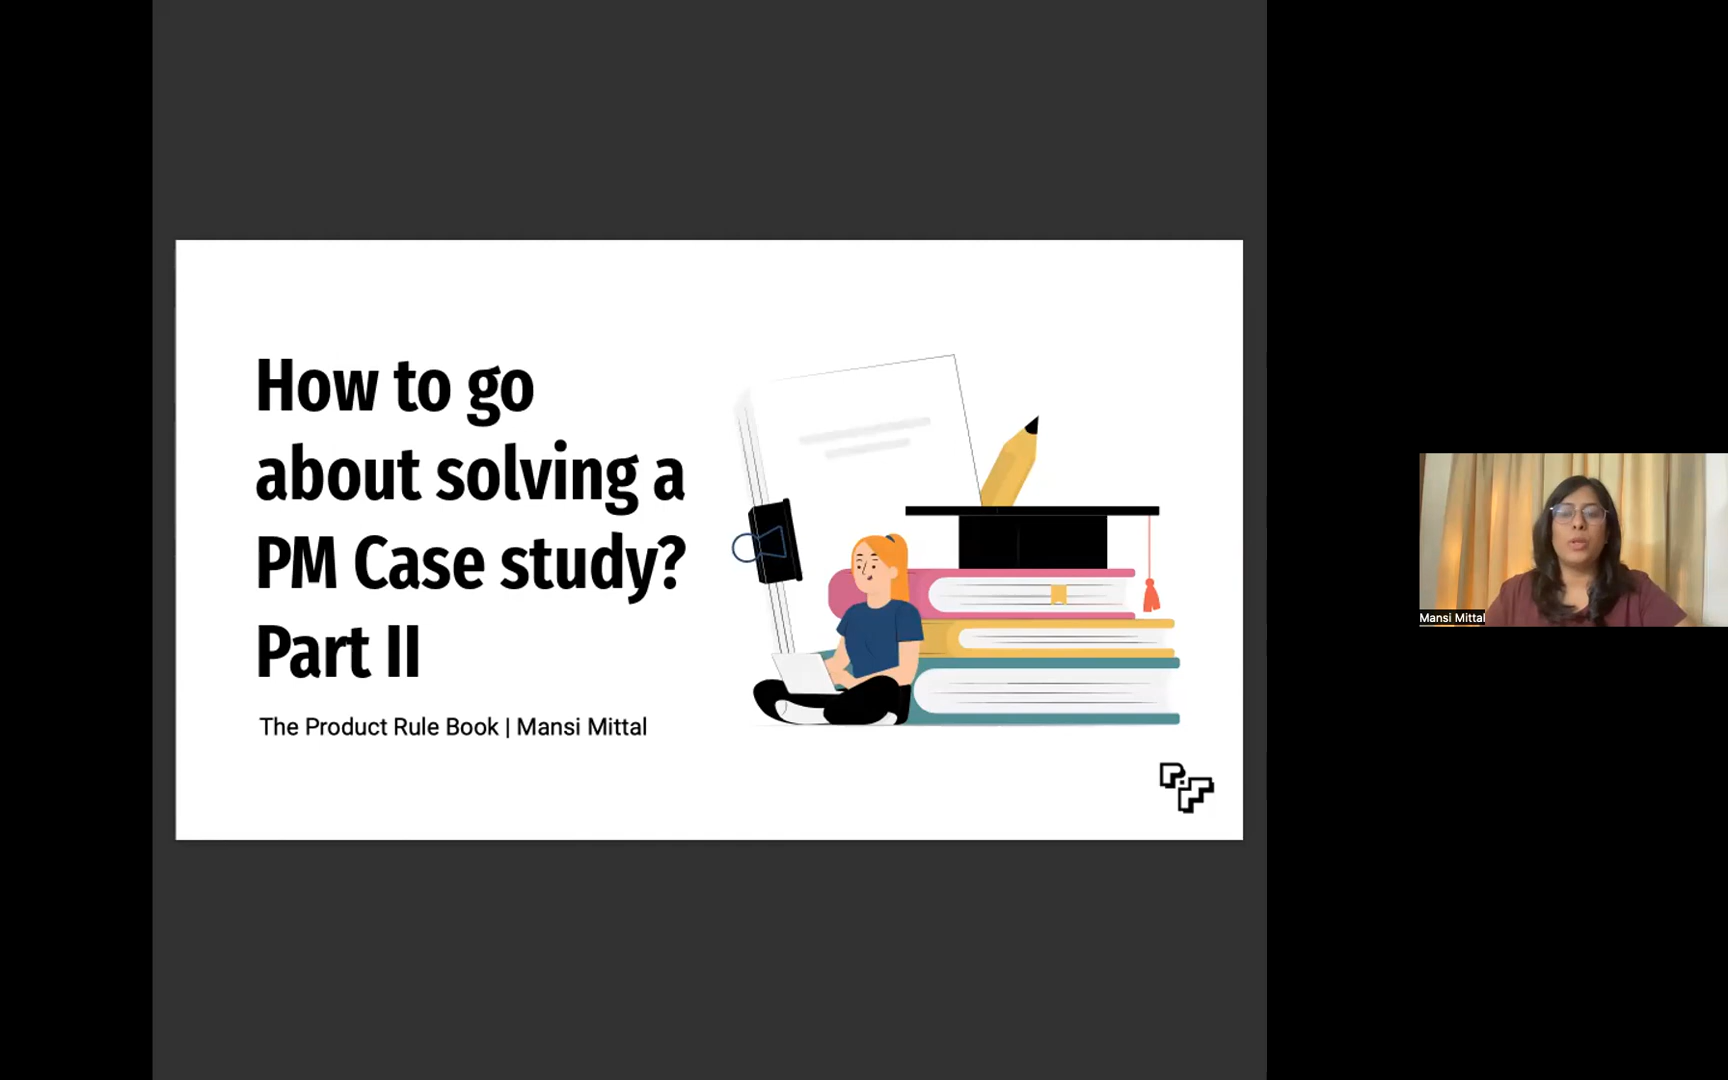 How to go
about solving a
PM Case study?
Part II
The Product Rule Book | Mansi Mittal
Mansi Mittal